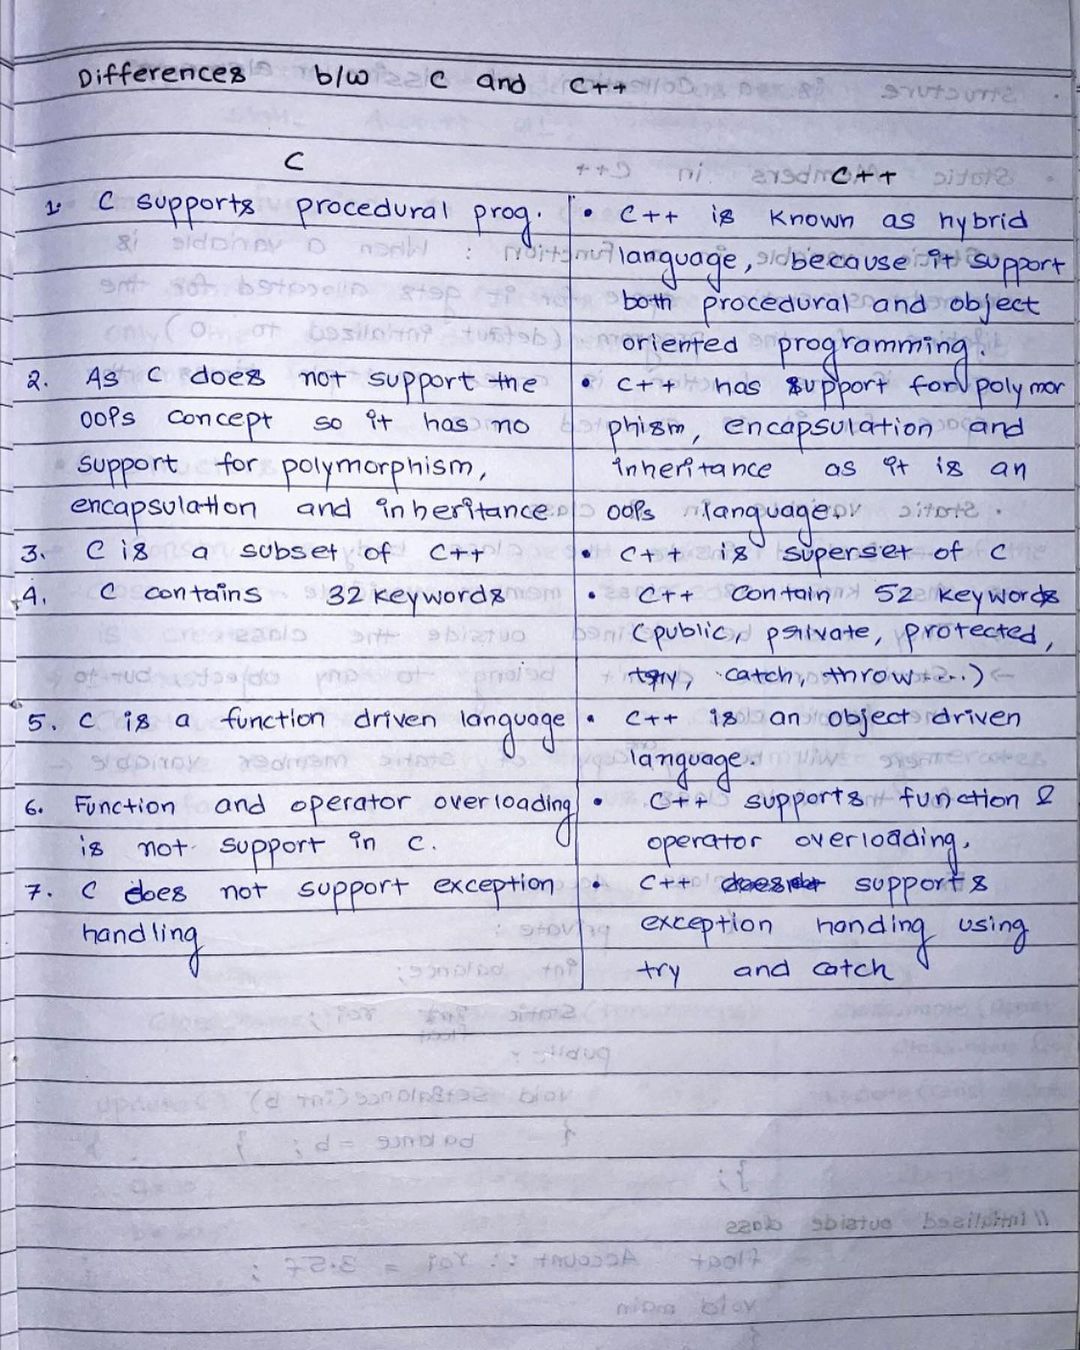 Differences b/w C and C++
C
C++
1. C supports procedural prog.
2. As C does not support the
OOPs concept so it has no
support for polymorphism,
encapsulation and inheritance
3. C is a subset of C++
4. C contains 32 keywords
5. C is a function driven language
6. Function and operator overloading
is not support in C.
7. C does not support exception
handling
• C++ is known as hybrid
language, because it support
both procedural and object
oriented programming.
• C++ has support for polymor
phism, encapsulation and
inheritance as it is an
OOPs language.
• C++ is superset of C
• C++ Contain 52 keywords
(public, private, protected,
try, catch, throw...)
• C++ is an object driven
language.
• C++ supports function &
operator overloading.
• C++ supports
exception handing using
try and catch